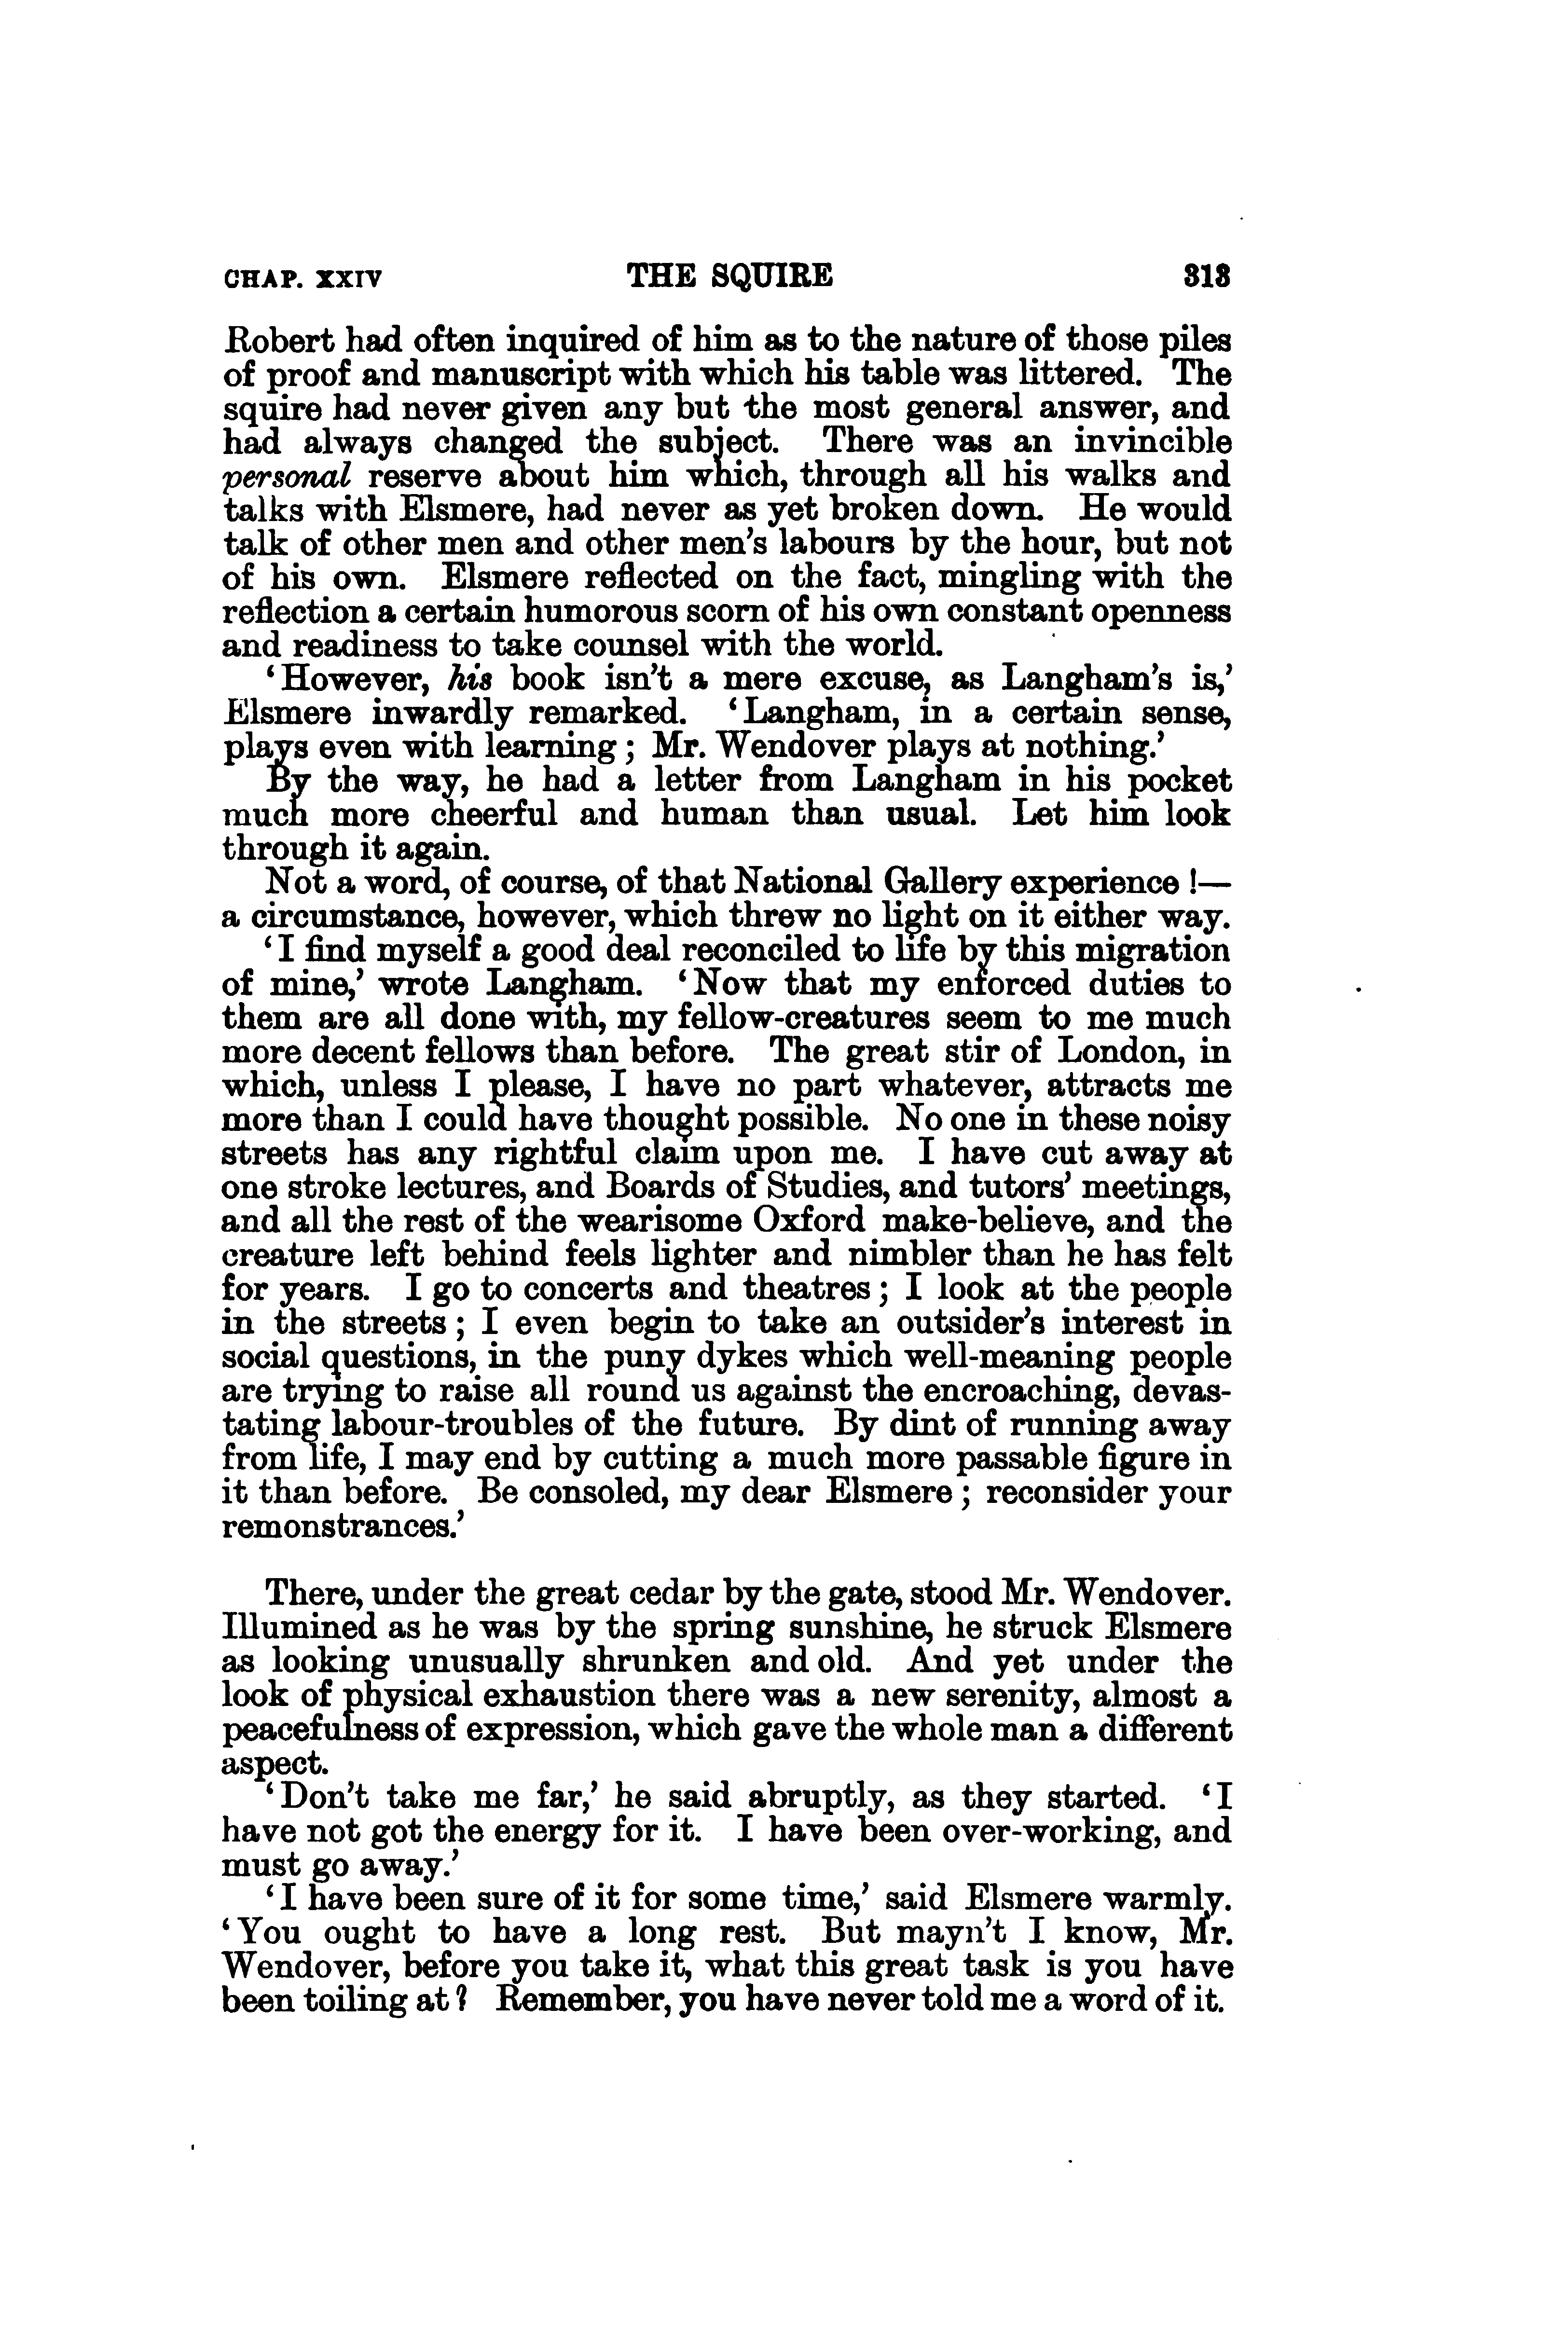 CHAP. XXIV THE SQUIRE 313
Robert had often inquired of him as to the nature of those piles
of proof and manuscript with which his table was littered. The
squire had never given any but the most general answer, and
had always changed the subject. There was an invincible
personal reserve about him which, through all his walks and
talks with Elsmere, had never as yet broken down. He would
talk of other men and other men's labours by the hour, but not
of his own. Elsmere reflected on the fact, mingling with the
reflection a certain humorous scorn of his own constant openness
and readiness to take counsel with the world.
‘However, his book isn't a mere excuse, as Langham's is,’
Elsmere inwardly remarked. ‘Langham, in a certain sense,
plays even with learning; Mr. Wendover plays at nothing.’
By the way, he had a letter from Langham in his pocket
much more cheerful and human than usual. Let him look
through it again.
Not a word, of course, of that National Gallery experience!—
a circumstance, however, which threw no light on it either way.
‘I find myself a good deal reconciled to life by this migration
of mine,’ wrote Langham. ‘Now that my enforced duties to
them are all done with, my fellow-creatures seem to me much
more decent fellows than before. The great stir of London, in
which, unless I please, I have no part whatever, attracts me
more than I could have thought possible. No one in these noisy
streets has any rightful claim upon me. I have cut away at
one stroke lectures, and Boards of Studies, and tutors' meetings,
and all the rest of the wearisome Oxford make-believe, and the
creature left behind feels lighter and nimbler than he has felt
for years. I go to concerts and theatres; I look at the people
in the streets; I even begin to take an outsider's interest in
social questions, in the puny dykes which well-meaning people
are trying to raise all round us against the encroaching, devas-
tating labour-troubles of the future. By dint of running away
from life, I may end by cutting a much more passable figure in
it than before. Be consoled, my dear Elsmere; reconsider your
remonstrances.’
There, under the great cedar by the gate, stood Mr. Wendover.
Illumined as he was by the spring sunshine, he struck Elsmere
as looking unusually shrunken and old. And yet under the
look of physical exhaustion there was a new serenity, almost a
peacefulness of expression, which gave the whole man a different
aspect.
‘Don't take me far,’ he said abruptly, as they started. ‘I
have not got the energy for it. I have been over-working, and
must go away.’
‘I have been sure of it for some time,’ said Elsmere warmly.
‘You ought to have a long rest. But mayn't I know, Mr.
Wendover, before you take it, what this great task is you have
been toiling at? Remember, you have never told me a word of it.